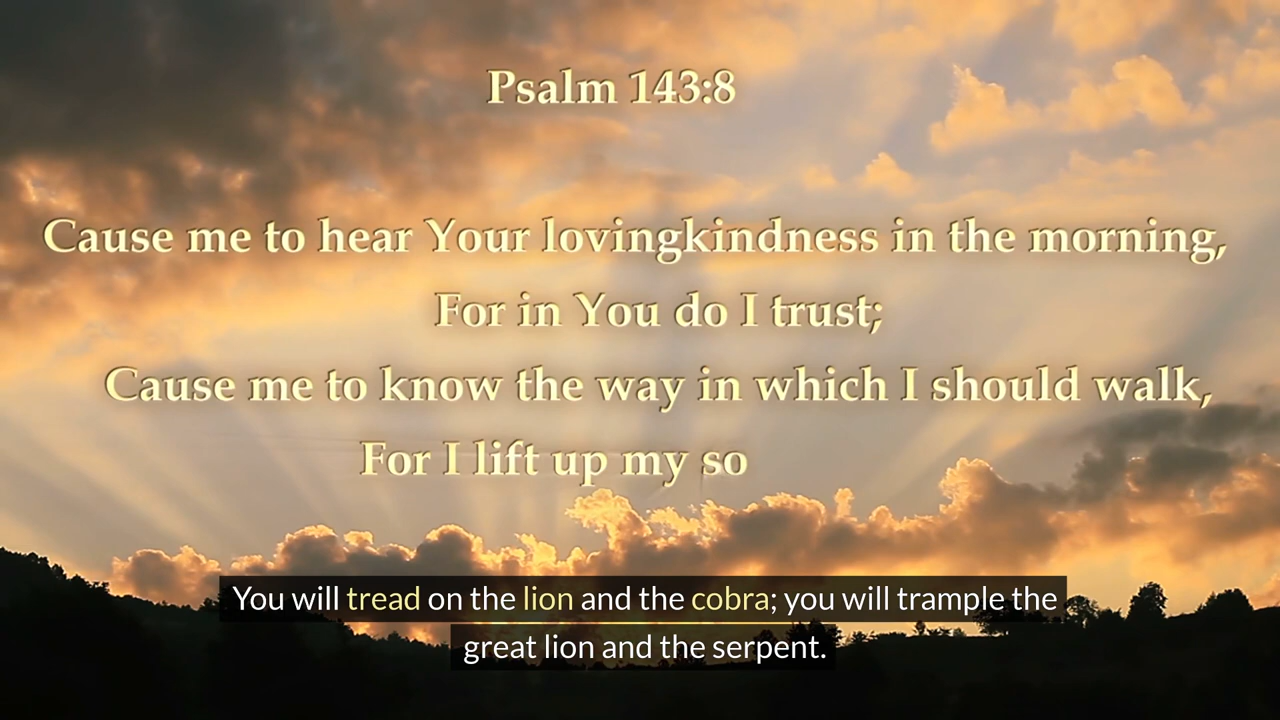 Psalm 143:8
Cause me to hear Your lovingkindness in the morning,
For in You do I trust;
Cause me to know the way in which I should walk,
For I lift up my so
You will tread on the lion and the cobra; you will trample the
great lion and the serpent.